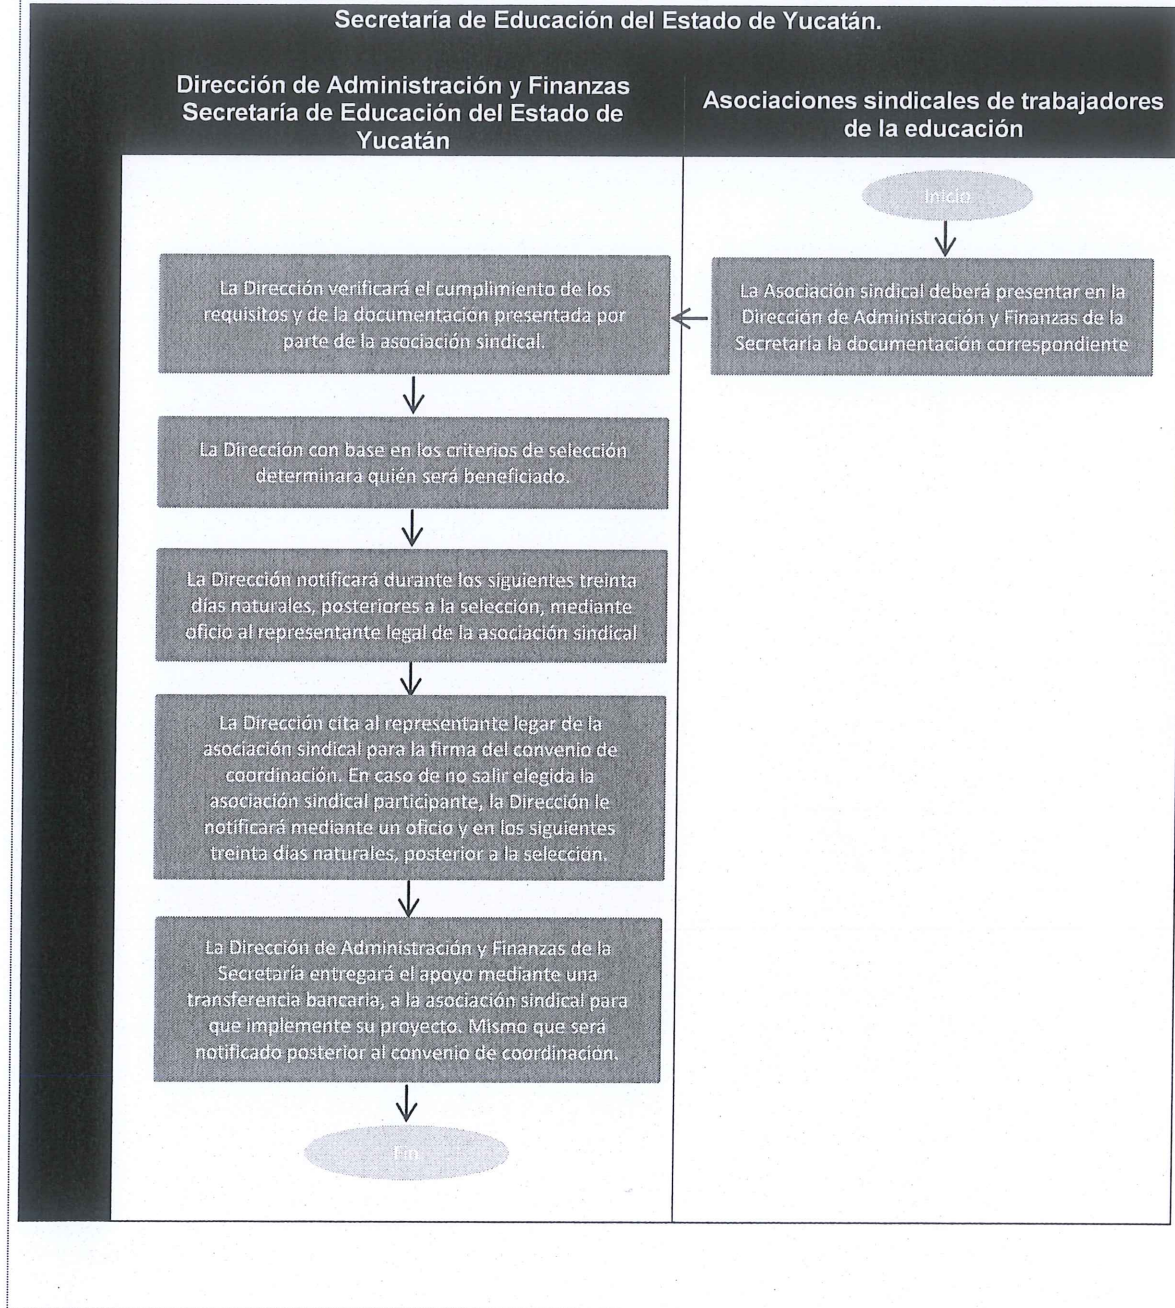 Secretaría de Educación del Estado de Yucatán.
Dirección de Administración y Finanzas
Secretaría de Educación del Estado de
Yucatán
Asociaciones sindicales de trabajadores
de la educación
Inicio
La Asociación sindical deberá presentar en la
Dirección de Administración y Finanzas de la
Secretaría la documentación correspondiente
La Dirección verificará el cumplimiento de los
requisitos y de la documentación presentada por
parte de la asociación sindical.
La Dirección con base en los criterios de selección
determinara quién será beneficiado.
La Dirección notificará durante los siguientes treinta
días naturales, posteriores a la selección, mediante
oficio al representante legal de la asociación sindical
La Dirección cita al representante legar de la
asociación sindical para la firma del convenio de
coordinación. En caso de no salir elegida la
asociación sindical participante, la Dirección le
notificará mediante un oficio y en los siguientes
treinta días naturales, posterior a la selección.
La Dirección de Administración y Finanzas de la
Secretaría entregará el apoyo mediante una
transferencia bancaria, a la asociación sindical para
que implemente su proyecto. Mismo que será
notificado posterior al convenio de coordinación.
Fin